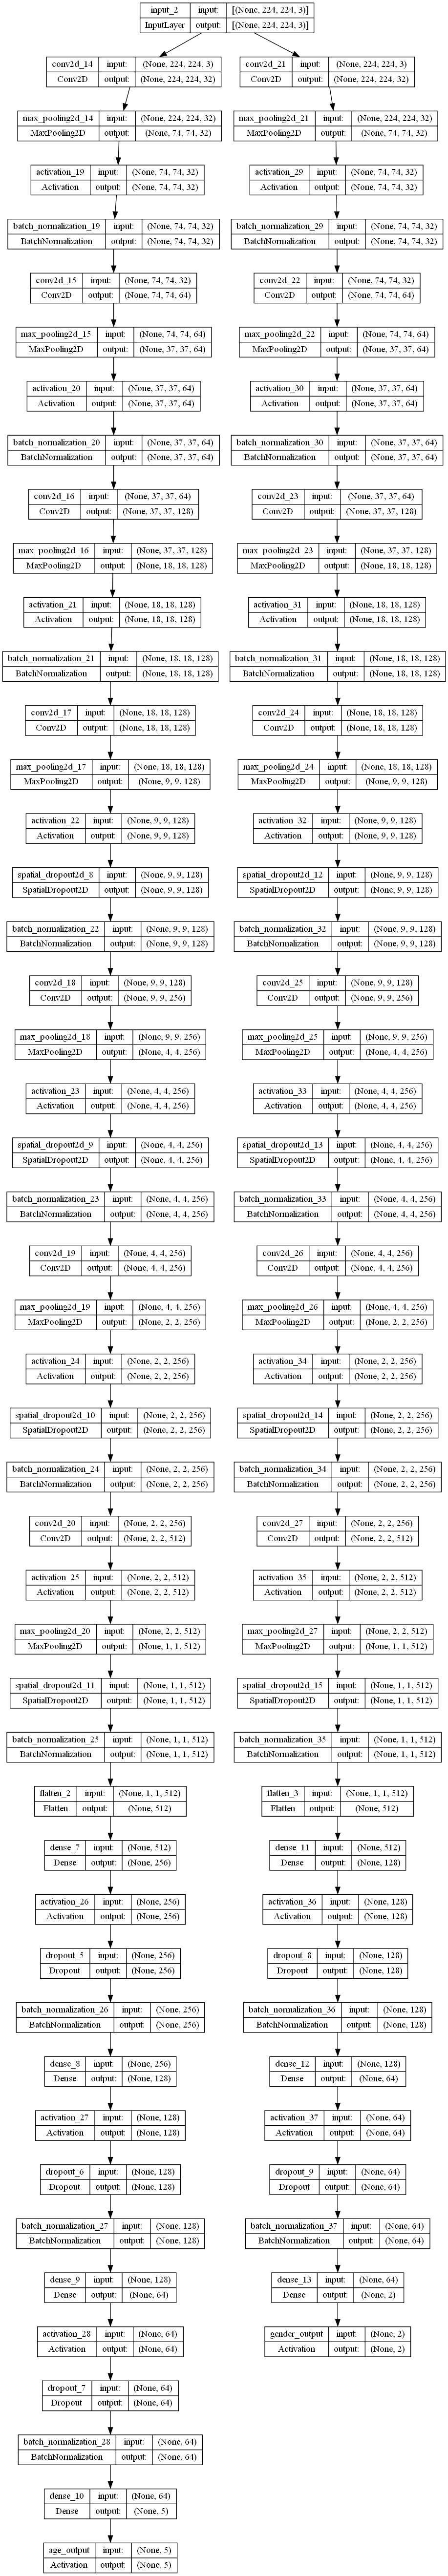 input_2 input: [(None, 224, 224, 3)]
InputLayer output: [(None, 224, 224, 3)]
conv2d_14 input: (None, 224, 224, 3)
Conv2D output: (None, 224, 224, 32)
max_pooling2d_14 input: (None, 224, 224, 32)
MaxPooling2D output: (None, 74, 74, 32)
activation_19 input: (None, 74, 74, 32)
Activation output: (None, 74, 74, 32)
batch_normalization_19 input: (None, 74, 74, 32)
BatchNormalization output: (None, 74, 74, 32)
conv2d_15 input: (None, 74, 74, 32)
Conv2D output: (None, 74, 74, 64)
max_pooling2d_15 input: (None, 74, 74, 64)
MaxPooling2D output: (None, 37, 37, 64)
activation_20 input: (None, 37, 37, 64)
Activation output: (None, 37, 37, 64)
batch_normalization_20 input: (None, 37, 37, 64)
BatchNormalization output: (None, 37, 37, 64)
conv2d_16 input: (None, 37, 37, 64)
Conv2D output: (None, 37, 37, 128)
max_pooling2d_16 input: (None, 37, 37, 128)
MaxPooling2D output: (None, 18, 18, 128)
activation_21 input: (None, 18, 18, 128)
Activation output: (None, 18, 18, 128)
batch_normalization_21 input: (None, 18, 18, 128)
BatchNormalization output: (None, 18, 18, 128)
conv2d_17 input: (None, 18, 18, 128)
Conv2D output: (None, 18, 18, 128)
max_pooling2d_17 input: (None, 18, 18, 128)
MaxPooling2D output: (None, 9, 9, 128)
activation_22 input: (None, 9, 9, 128)
Activation output: (None, 9, 9, 128)
spatial_dropout2d_8 input: (None, 9, 9, 128)
SpatialDropout2D output: (None, 9, 9, 128)
batch_normalization_22 input: (None, 9, 9, 128)
BatchNormalization output: (None, 9, 9, 128)
conv2d_18 input: (None, 9, 9, 128)
Conv2D output: (None, 9, 9, 256)
max_pooling2d_18 input: (None, 9, 9, 256)
MaxPooling2D output: (None, 4, 4, 256)
activation_23 input: (None, 4, 4, 256)
Activation output: (None, 4, 4, 256)
spatial_dropout2d_9 input: (None, 4, 4, 256)
SpatialDropout2D output: (None, 4, 4, 256)
batch_normalization_23 input: (None, 4, 4, 256)
BatchNormalization output: (None, 4, 4, 256)
conv2d_19 input: (None, 4, 4, 256)
Conv2D output: (None, 4, 4, 256)
max_pooling2d_19 input: (None, 4, 4, 256)
MaxPooling2D output: (None, 2, 2, 256)
activation_24 input: (None, 2, 2, 256)
Activation output: (None, 2, 2, 256)
spatial_dropout2d_10 input: (None, 2, 2, 256)
SpatialDropout2D output: (None, 2, 2, 256)
batch_normalization_24 input: (None, 2, 2, 256)
BatchNormalization output: (None, 2, 2, 256)
conv2d_20 input: (None, 2, 2, 256)
Conv2D output: (None, 2, 2, 512)
activation_25 input: (None, 2, 2, 512)
Activation output: (None, 2, 2, 512)
max_pooling2d_20 input: (None, 2, 2, 512)
MaxPooling2D output: (None, 1, 1, 512)
spatial_dropout2d_11 input: (None, 1, 1, 512)
SpatialDropout2D output: (None, 1, 1, 512)
batch_normalization_25 input: (None, 1, 1, 512)
BatchNormalization output: (None, 1, 1, 512)
flatten_2 input: (None, 1, 1, 512)
Flatten output: (None, 512)
dense_7 input: (None, 512)
Dense output: (None, 256)
activation_26 input: (None, 256)
Activation output: (None, 256)
dropout_5 input: (None, 256)
Dropout output: (None, 256)
batch_normalization_26 input: (None, 256)
BatchNormalization output: (None, 256)
dense_8 input: (None, 256)
Dense output: (None, 128)
activation_27 input: (None, 128)
Activation output: (None, 128)
dropout_6 input: (None, 128)
Dropout output: (None, 128)
batch_normalization_27 input: (None, 128)
BatchNormalization output: (None, 128)
dense_9 input: (None, 128)
Dense output: (None, 64)
activation_28 input: (None, 64)
Activation output: (None, 64)
dropout_7 input: (None, 64)
Dropout output: (None, 64)
batch_normalization_28 input: (None, 64)
BatchNormalization output: (None, 64)
dense_10 input: (None, 64)
Dense output: (None, 5)
age_output input: (None, 5)
Activation output: (None, 5)
conv2d_21 input: (None, 224, 224, 3)
Conv2D output: (None, 224, 224, 32)
max_pooling2d_21 input: (None, 224, 224, 32)
MaxPooling2D output: (None, 74, 74, 32)
activation_29 input: (None, 74, 74, 32)
Activation output: (None, 74, 74, 32)
batch_normalization_29 input: (None, 74, 74, 32)
BatchNormalization output: (None, 74, 74, 32)
conv2d_22 input: (None, 74, 74, 32)
Conv2D output: (None, 74, 74, 64)
max_pooling2d_22 input: (None, 74, 74, 64)
MaxPooling2D output: (None, 37, 37, 64)
activation_30 input: (None, 37, 37, 64)
Activation output: (None, 37, 37, 64)
batch_normalization_30 input: (None, 37, 37, 64)
BatchNormalization output: (None, 37, 37, 64)
conv2d_23 input: (None, 37, 37, 64)
Conv2D output: (None, 37, 37, 128)
max_pooling2d_23 input: (None, 37, 37, 128)
MaxPooling2D output: (None, 18, 18, 128)
activation_31 input: (None, 18, 18, 128)
Activation output: (None, 18, 18, 128)
batch_normalization_31 input: (None, 18, 18, 128)
BatchNormalization output: (None, 18, 18, 128)
conv2d_24 input: (None, 18, 18, 128)
Conv2D output: (None, 18, 18, 128)
max_pooling2d_24 input: (None, 18, 18, 128)
MaxPooling2D output: (None, 9, 9, 128)
activation_32 input: (None, 9, 9, 128)
Activation output: (None, 9, 9, 128)
spatial_dropout2d_12 input: (None, 9, 9, 128)
SpatialDropout2D output: (None, 9, 9, 128)
batch_normalization_32 input: (None, 9, 9, 128)
BatchNormalization output: (None, 9, 9, 128)
conv2d_25 input: (None, 9, 9, 128)
Conv2D output: (None, 9, 9, 256)
max_pooling2d_25 input: (None, 9, 9, 256)
MaxPooling2D output: (None, 4, 4, 256)
activation_33 input: (None, 4, 4, 256)
Activation output: (None, 4, 4, 256)
spatial_dropout2d_13 input: (None, 4, 4, 256)
SpatialDropout2D output: (None, 4, 4, 256)
batch_normalization_33 input: (None, 4, 4, 256)
BatchNormalization output: (None, 4, 4, 256)
conv2d_26 input: (None, 4, 4, 256)
Conv2D output: (None, 4, 4, 256)
max_pooling2d_26 input: (None, 4, 4, 256)
MaxPooling2D output: (None, 2, 2, 256)
activation_34 input: (None, 2, 2, 256)
Activation output: (None, 2, 2, 256)
spatial_dropout2d_14 input: (None, 2, 2, 256)
SpatialDropout2D output: (None, 2, 2, 256)
batch_normalization_34 input: (None, 2, 2, 256)
BatchNormalization output: (None, 2, 2, 256)
conv2d_27 input: (None, 2, 2, 256)
Conv2D output: (None, 2, 2, 512)
activation_35 input: (None, 2, 2, 512)
Activation output: (None, 2, 2, 512)
max_pooling2d_27 input: (None, 2, 2, 512)
MaxPooling2D output: (None, 1, 1, 512)
spatial_dropout2d_15 input: (None, 1, 1, 512)
SpatialDropout2D output: (None, 1, 1, 512)
batch_normalization_35 input: (None, 1, 1, 512)
BatchNormalization output: (None, 1, 1, 512)
flatten_3 input: (None, 1, 1, 512)
Flatten output: (None, 512)
dense_11 input: (None, 512)
Dense output: (None, 128)
activation_36 input: (None, 128)
Activation output: (None, 128)
dropout_8 input: (None, 128)
Dropout output: (None, 128)
batch_normalization_36 input: (None, 128)
BatchNormalization output: (None, 128)
dense_12 input: (None, 128)
Dense output: (None, 64)
activation_37 input: (None, 64)
Activation output: (None, 64)
dropout_9 input: (None, 64)
Dropout output: (None, 64)
batch_normalization_37 input: (None, 64)
BatchNormalization output: (None, 64)
dense_13 input: (None, 64)
Dense output: (None, 2)
gender_output input: (None, 2)
Activation output: (None, 2)